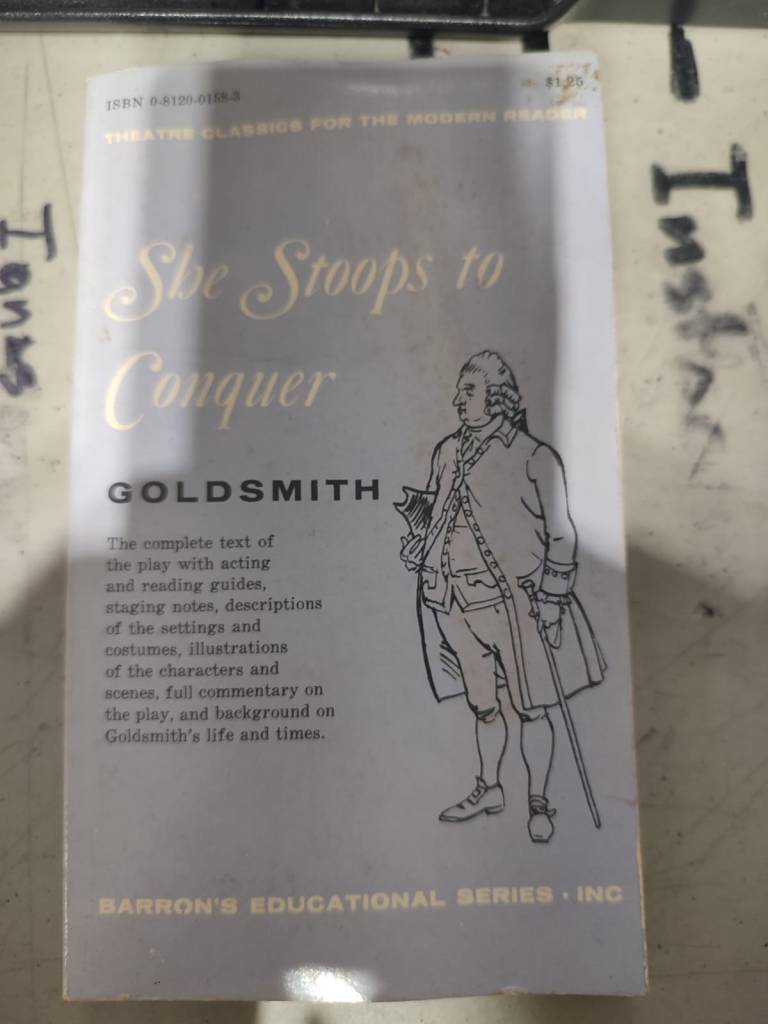 ISBN 0-8120-0158-3
$1.25
THEATRE CLASSICS FOR THE MODERN READER
She Stoops to
Conquer
GOLDSMITH
The complete text of
the play with acting
and reading guides,
staging notes, descriptions
of the settings and
costumes, illustrations
of the characters and
scenes, full commentary on
the play, and background on
Goldsmith's life and times.
BARRON'S EDUCATIONAL SERIES · INC